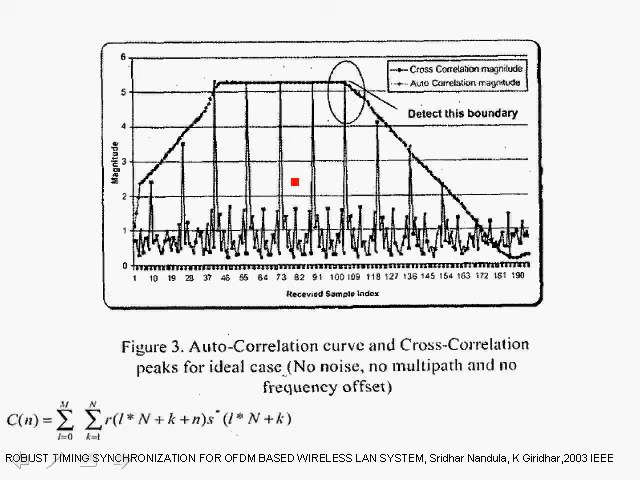 6
Cross Correlation magnitude
Auto Correlation magnitude
5
Detect this boundary
4
Magnitude
3
2
1
0
1 10 19 28 37 46 55 64 73 82 91 100 109 118 127 136 145 154 163 172 181 190
Recevied Sample Index
Figure 3. Auto-Correlation curve and Cross-Correlation
peaks for ideal case (No noise, no multipath and no
frequency offset)
C(n) = ∑_{l=0}^{M} ∑_{k=1}^{N} r(l * N + k + n)s*(l * N + k)
ROBUST TIMING SYNCHRONIZATION FOR OFDM BASED WIRELESS LAN SYSTEM, Sridhar Nandula, K Giridhar,2003 IEEE